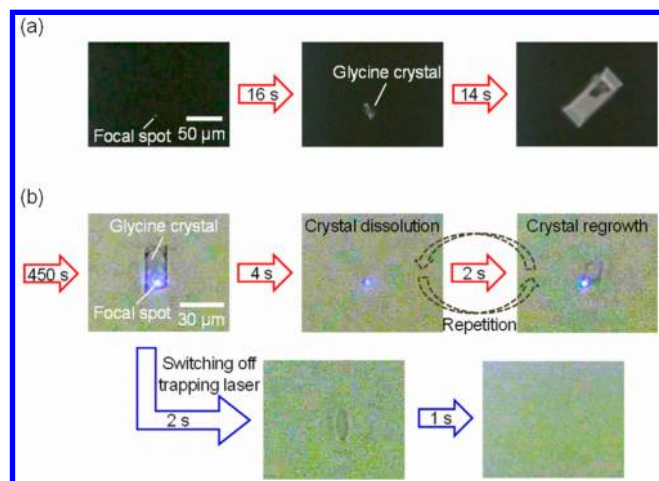 (a)
Focal spot
50 µm
16 s
Glycine crystal
14 s
(b)
450 s
Glycine crystal
Focal spot
30 µm
4 s
Crystal dissolution
2 s
Repetition
Crystal regrowth
Switching off
trapping laser
2 s
1 s